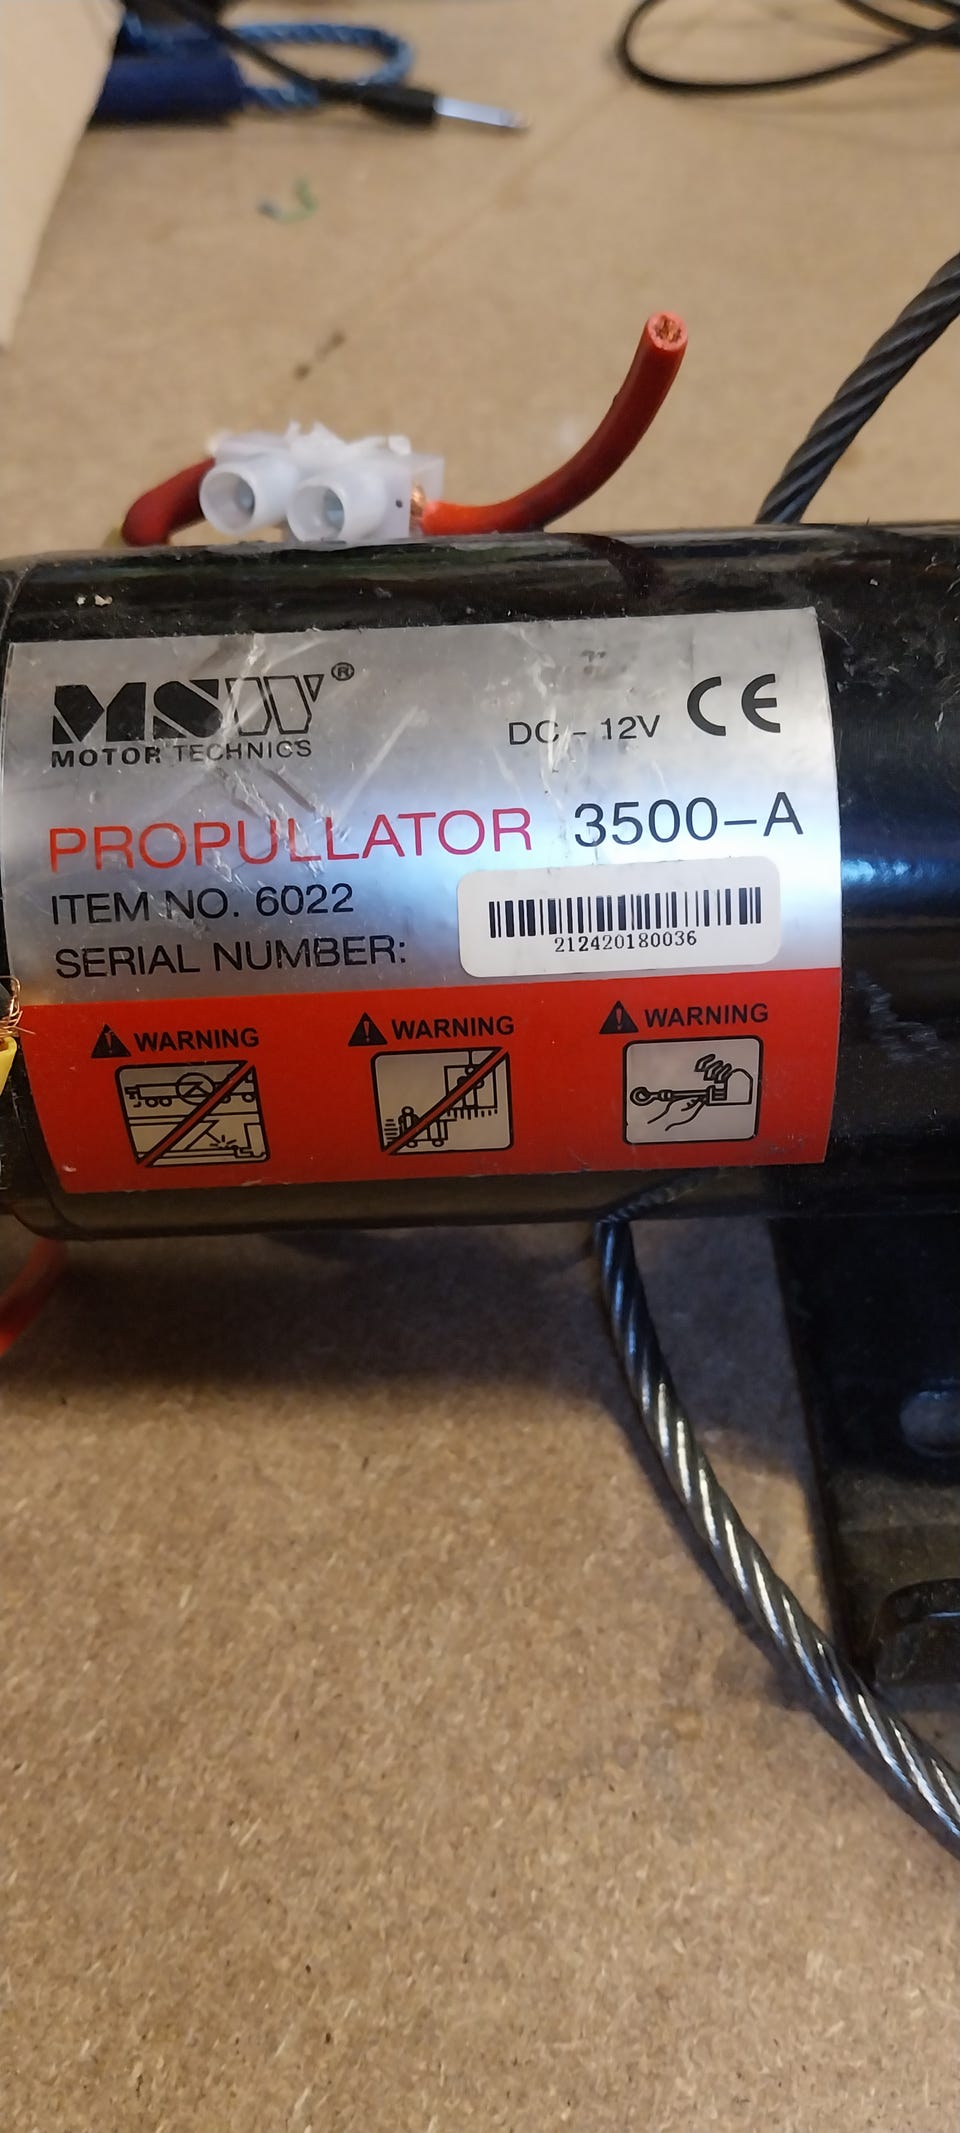 MSW®
MOTOR TECHNICS
DC - 12V CE
PROPULLATOR 3500-A
ITEM NO. 6022
SERIAL NUMBER:
212420180036
WARNING WARNING WARNING